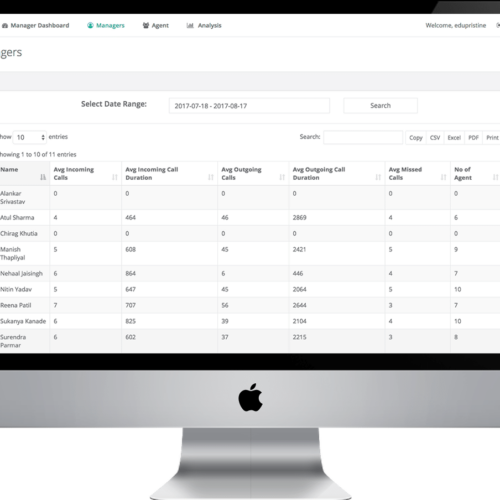 Manager Dashboard Managers Agent Analysis Welcome, edupristine
gers
Select Date Range: 2017-07-18 - 2017-08-17 Search
how 10 entries Search: Copy CSV Excel PDF Print
howing 1 to 10 of 11 entries
Name Avg Incoming Calls Avg Incoming Call Duration Avg Outgoing Calls Avg Outgoing Call Duration Avg Missed Calls No of Agent
Alankar Srivastav 0 0 0 0 0 0
Atul Sharma 4 464 46 2869 4 6
Chirag Khutia 0 0 0 0 0 0
Manish Thapliyal 5 608 45 2421 5 9
Nehaal Jaisingh 6 864 6 446 4 7
Nitin Yadav 5 647 45 2064 5 10
Reena Patil 7 707 56 2644 3 7
Sukanya Kanade 6 825 39 2104 4 10
Surendra Parmar 6 602 37 2215 3 8